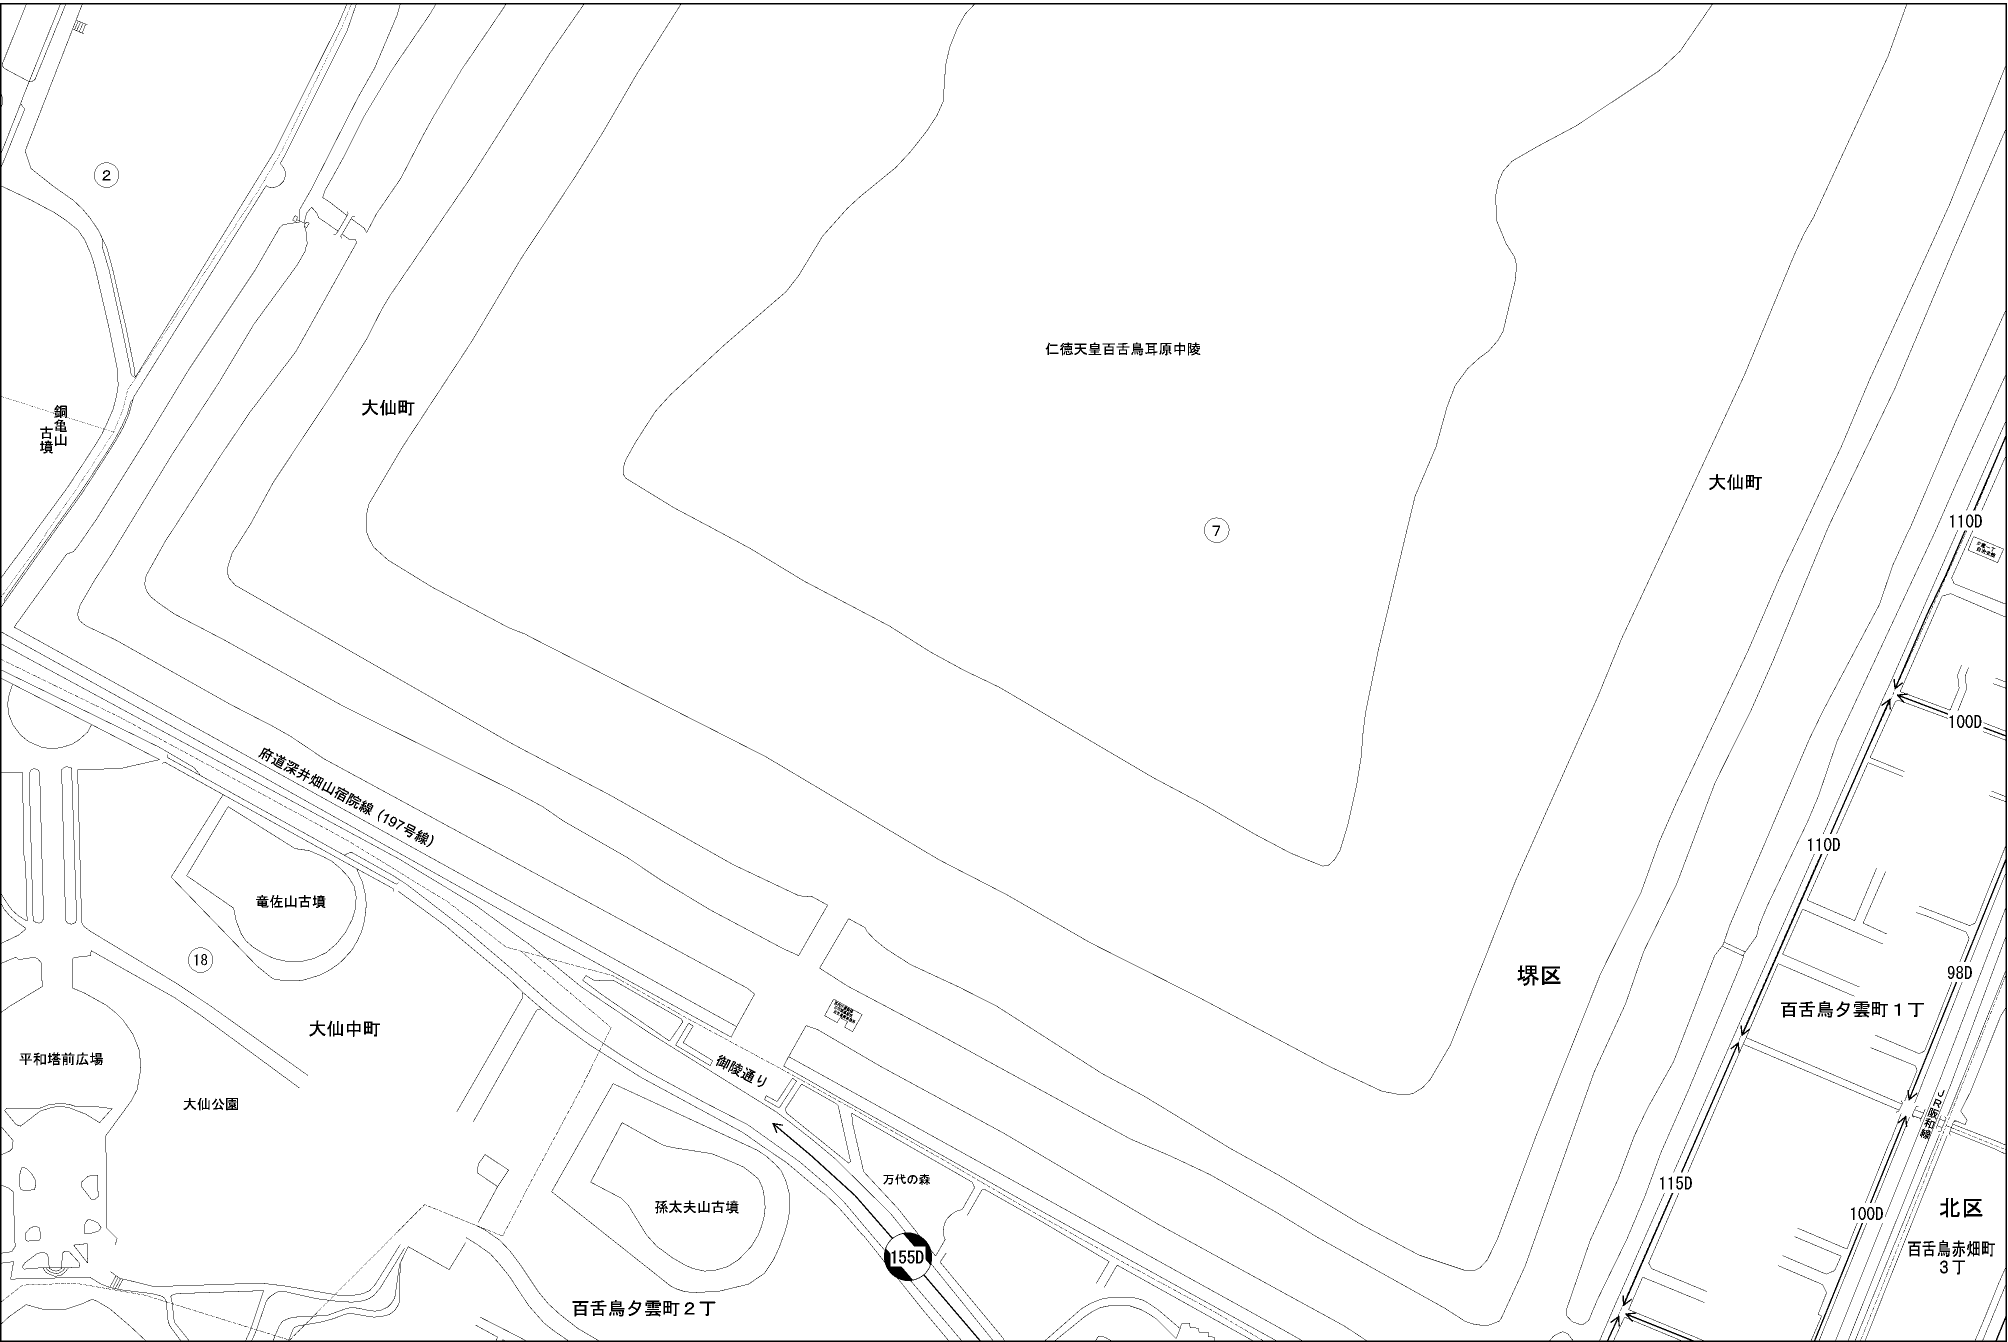 2
仁徳天皇百舌鳥耳原中陵
大仙町
銅亀山
古墳
大仙町
7
110D
100D
府道深井畑山宿院線（197号線）
110D
竜佐山古墳
18
堺区
98D
百舌鳥夕雲町１丁
大仙中町
平和塔前広場
御陵通り
大仙公園
ＪＲ阪和線
万代の森
115D
孫太夫山古墳
100D
北区
155D
百舌鳥赤畑町
３丁
百舌鳥夕雲町２丁